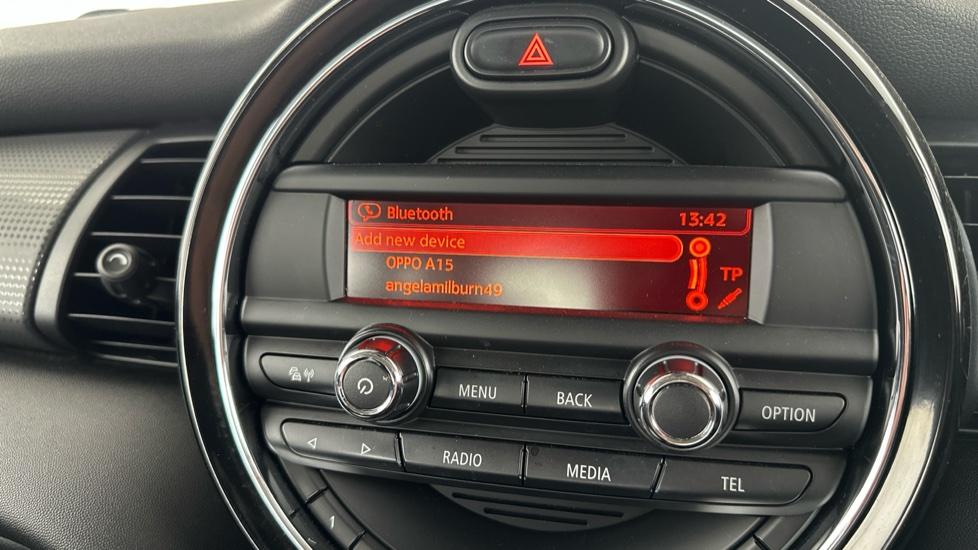 Bluetooth 13:42
Add new device
OPPO A15
TP
angelamilburn49
MENU BACK OPTION
RADIO MEDIA TEL
1